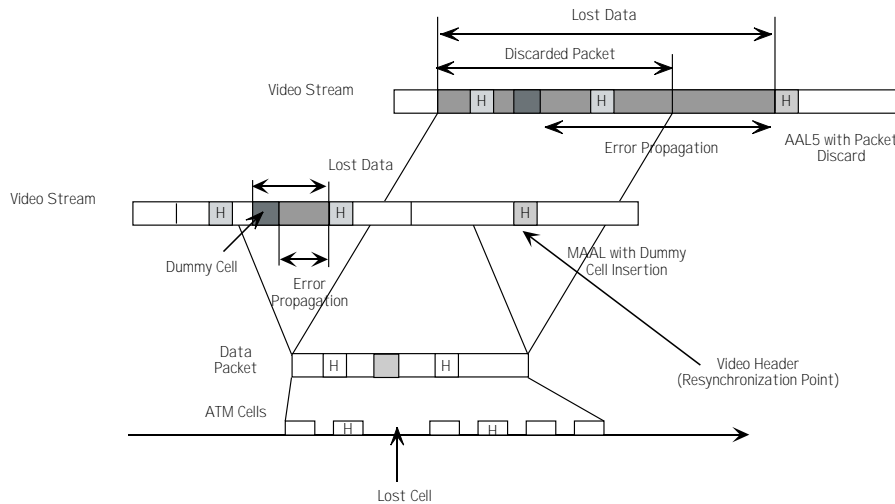 Lost Data
Discarded Packet
Video Stream
H H H
Error Propagation
AAL5 with Packet
Discard
Lost Data
Video Stream
H H H
Dummy Cell
MAAL with Dummy
Cell Insertion
Error
Propagation
Data
Packet
H H
Video Header
(Resynchronization Point)
ATM Cells
H H
Lost Cell